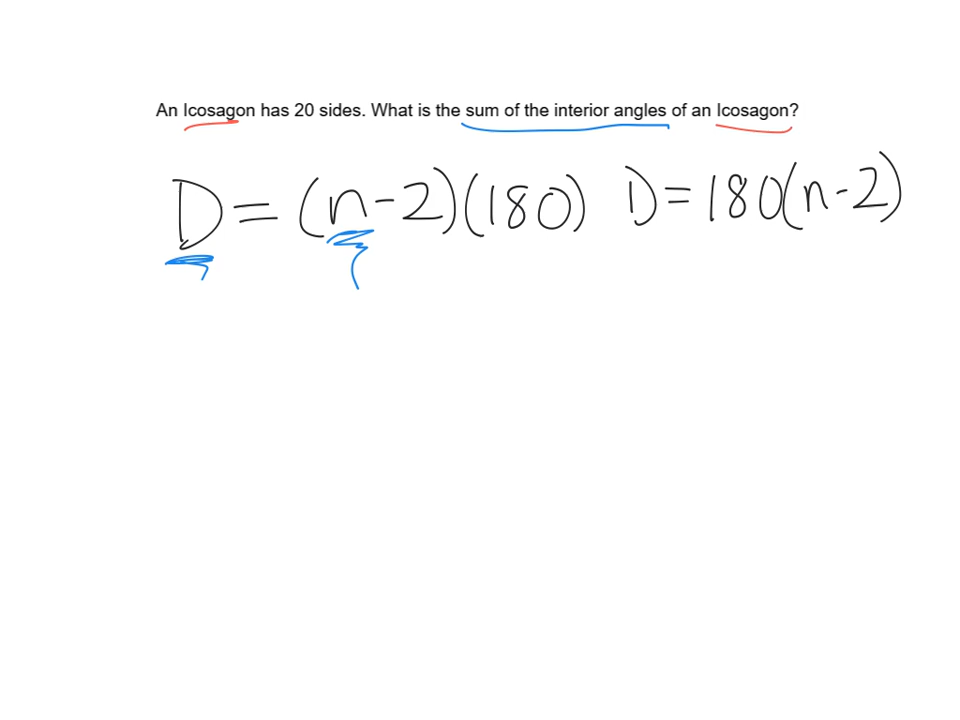 An Icosagon has 20 sides. What is the sum of the interior angles of an Icosagon?
D = (n-2)(180) D = 180(n-2)